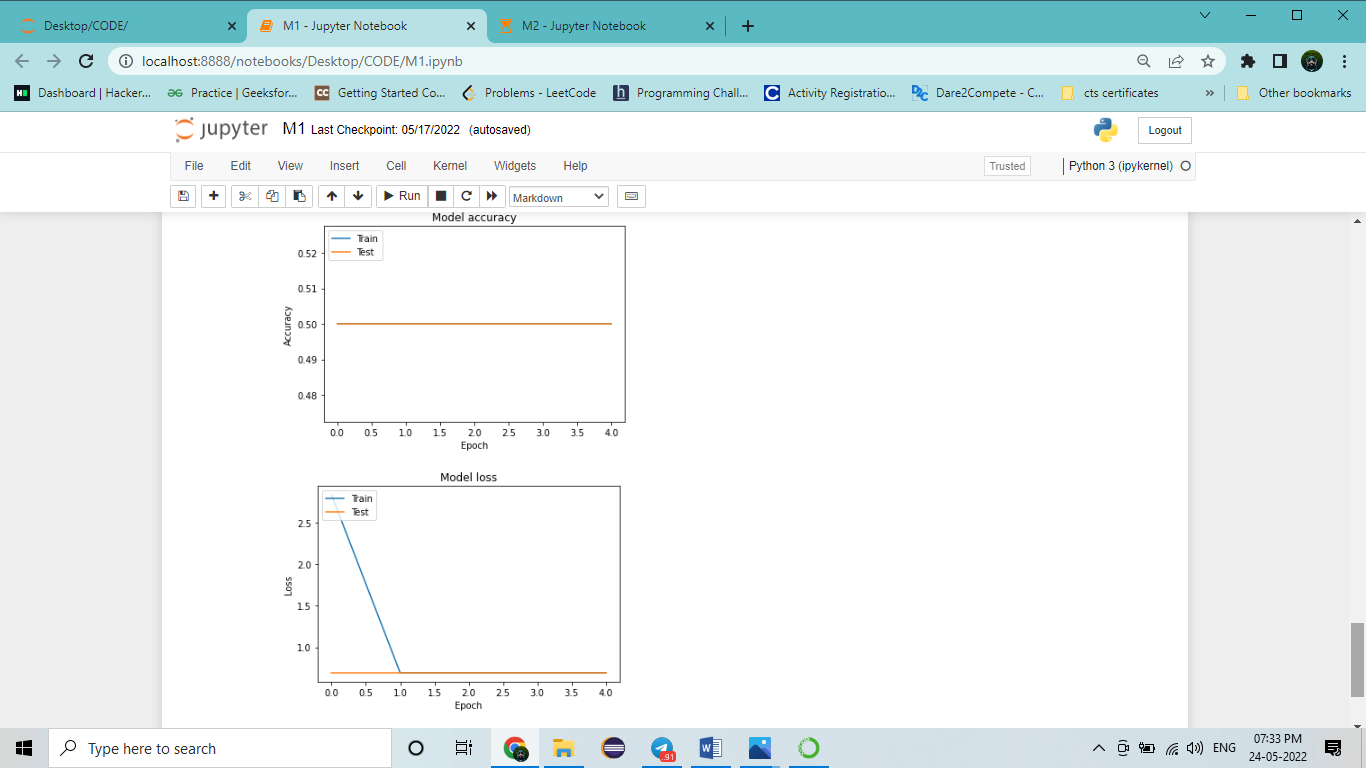 Desktop/CODE/
M1 - Jupyter Notebook
M2 - Jupyter Notebook
localhost:8888/notebooks/Desktop/CODE/M1.ipynb
Dashboard | Hacker...
Practice | Geeksfor...
CC Getting Started Co...
Problems - LeetCode
h Programming Chall...
C Activity Registratio...
Dare2Compete - C...
cts certificates
»
Other bookmarks
jupyter M1 Last Checkpoint: 05/17/2022 (autosaved)
Logout
File Edit View Insert Cell Kernel Widgets Help
Trusted
Python 3 (ipykernel)
Run
Markdown
Model accuracy
Train
Test
0.52
0.51
0.50
0.49
0.48
Accuracy
0.0 0.5 1.0 1.5 2.0 2.5 3.0 3.5 4.0
Epoch
Model loss
Train
Test
2.5
2.0
1.5
1.0
Loss
0.0 0.5 1.0 1.5 2.0 2.5 3.0 3.5 4.0
Epoch
Type here to search
91
ENG
07:33 PM
24-05-2022